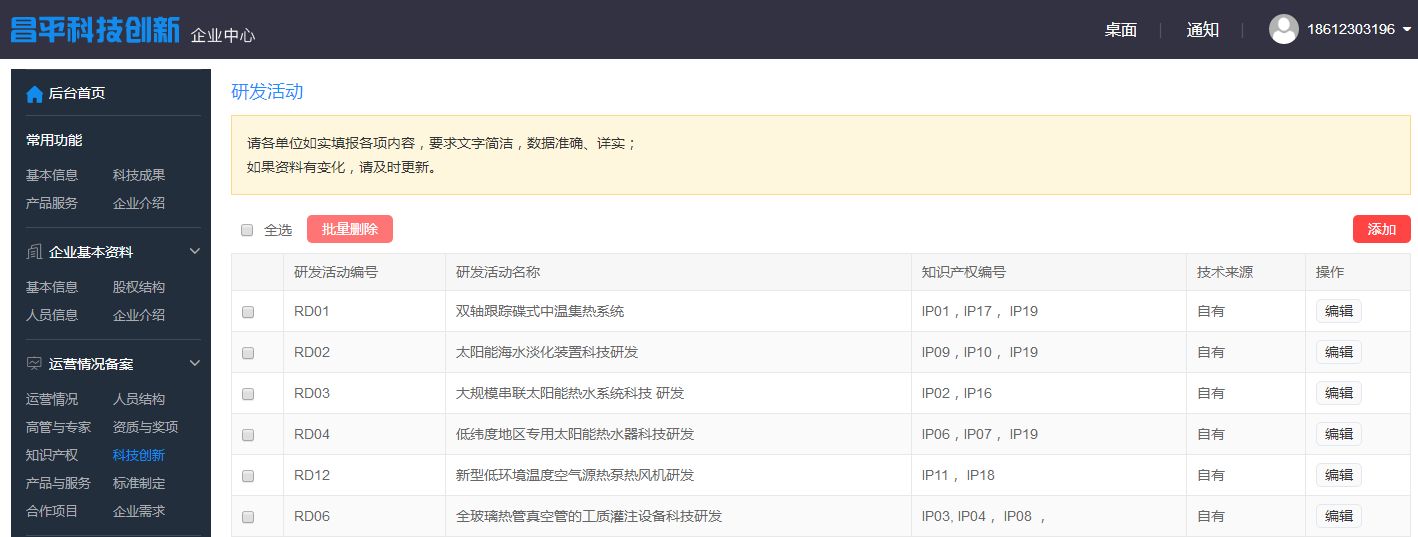 昌平科技创新 企业中心 桌面 通知 18612303196
后台首页
常用功能
基本信息 科技成果
产品服务 企业介绍
企业基本资料
基本信息 股权结构
人员信息 企业介绍
运营情况备案
运营情况 人员结构
高管与专家 资质与奖项
知识产权 科技创新
产品与服务 标准制定
合作项目 企业需求
研发活动
请各单位如实填报各项内容，要求文字简洁，数据准确、详实；
如果资料有变化，请及时更新。
全选 批量删除 添加
研发活动编号 研发活动名称 知识产权编号 技术来源 操作
RD01 双轴跟踪碟式中温集热系统 IP01，IP17， IP19 自有 编辑
RD02 太阳能海水淡化装置科技研发 IP09，IP10， IP19 自有 编辑
RD03 大规模串联太阳能热水系统科技 研发 IP02，IP16 自有 编辑
RD04 低纬度地区专用太阳能热水器科技研发 IP06，IP07， IP19 自有 编辑
RD12 新型低环境温度空气源热泵热风机研发 IP11， IP18 自有 编辑
RD06 全玻璃热管真空管的工质灌注设备科技研发 IP03, IP04， IP08 ， 自有 编辑